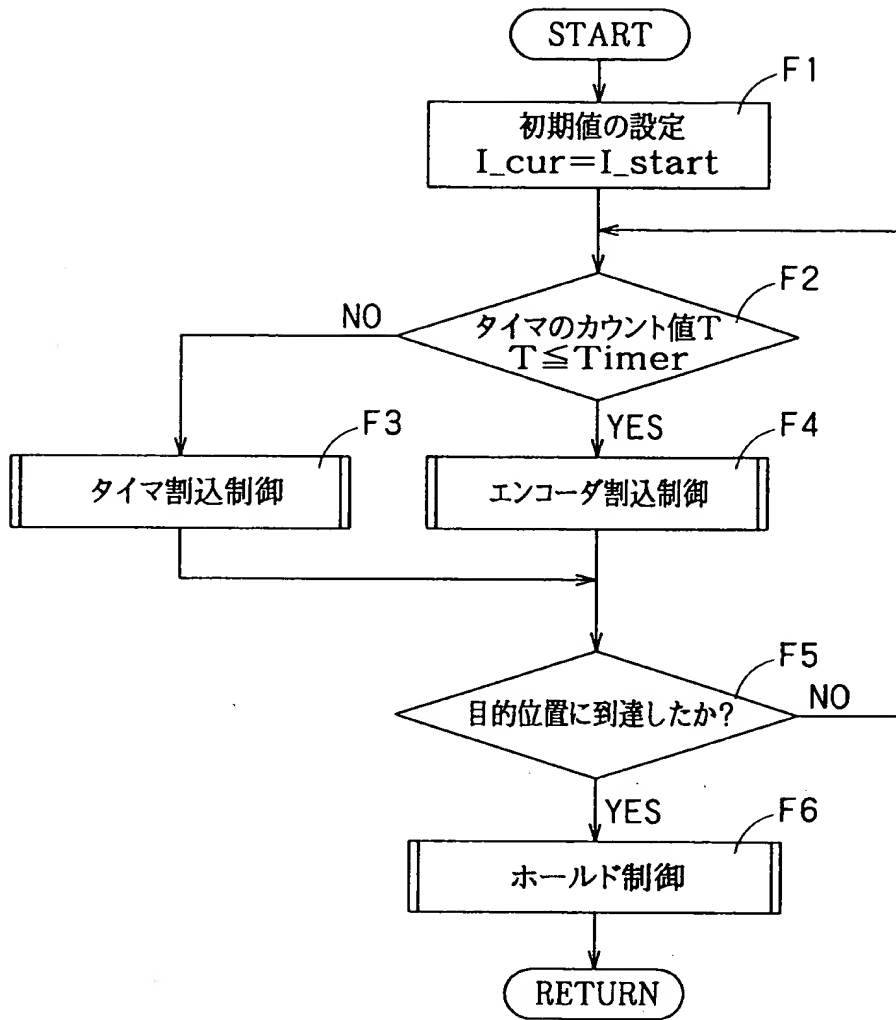 START
F1
初期値の設定
I_cur=I_start
F2
タイマのカウント値T
T≦Timer
NO
YES
F3
タイマ割込制御
F4
エンコーダ割込制御
F5
目的位置に到達したか?
NO
YES
F6
ホールド制御
RETURN